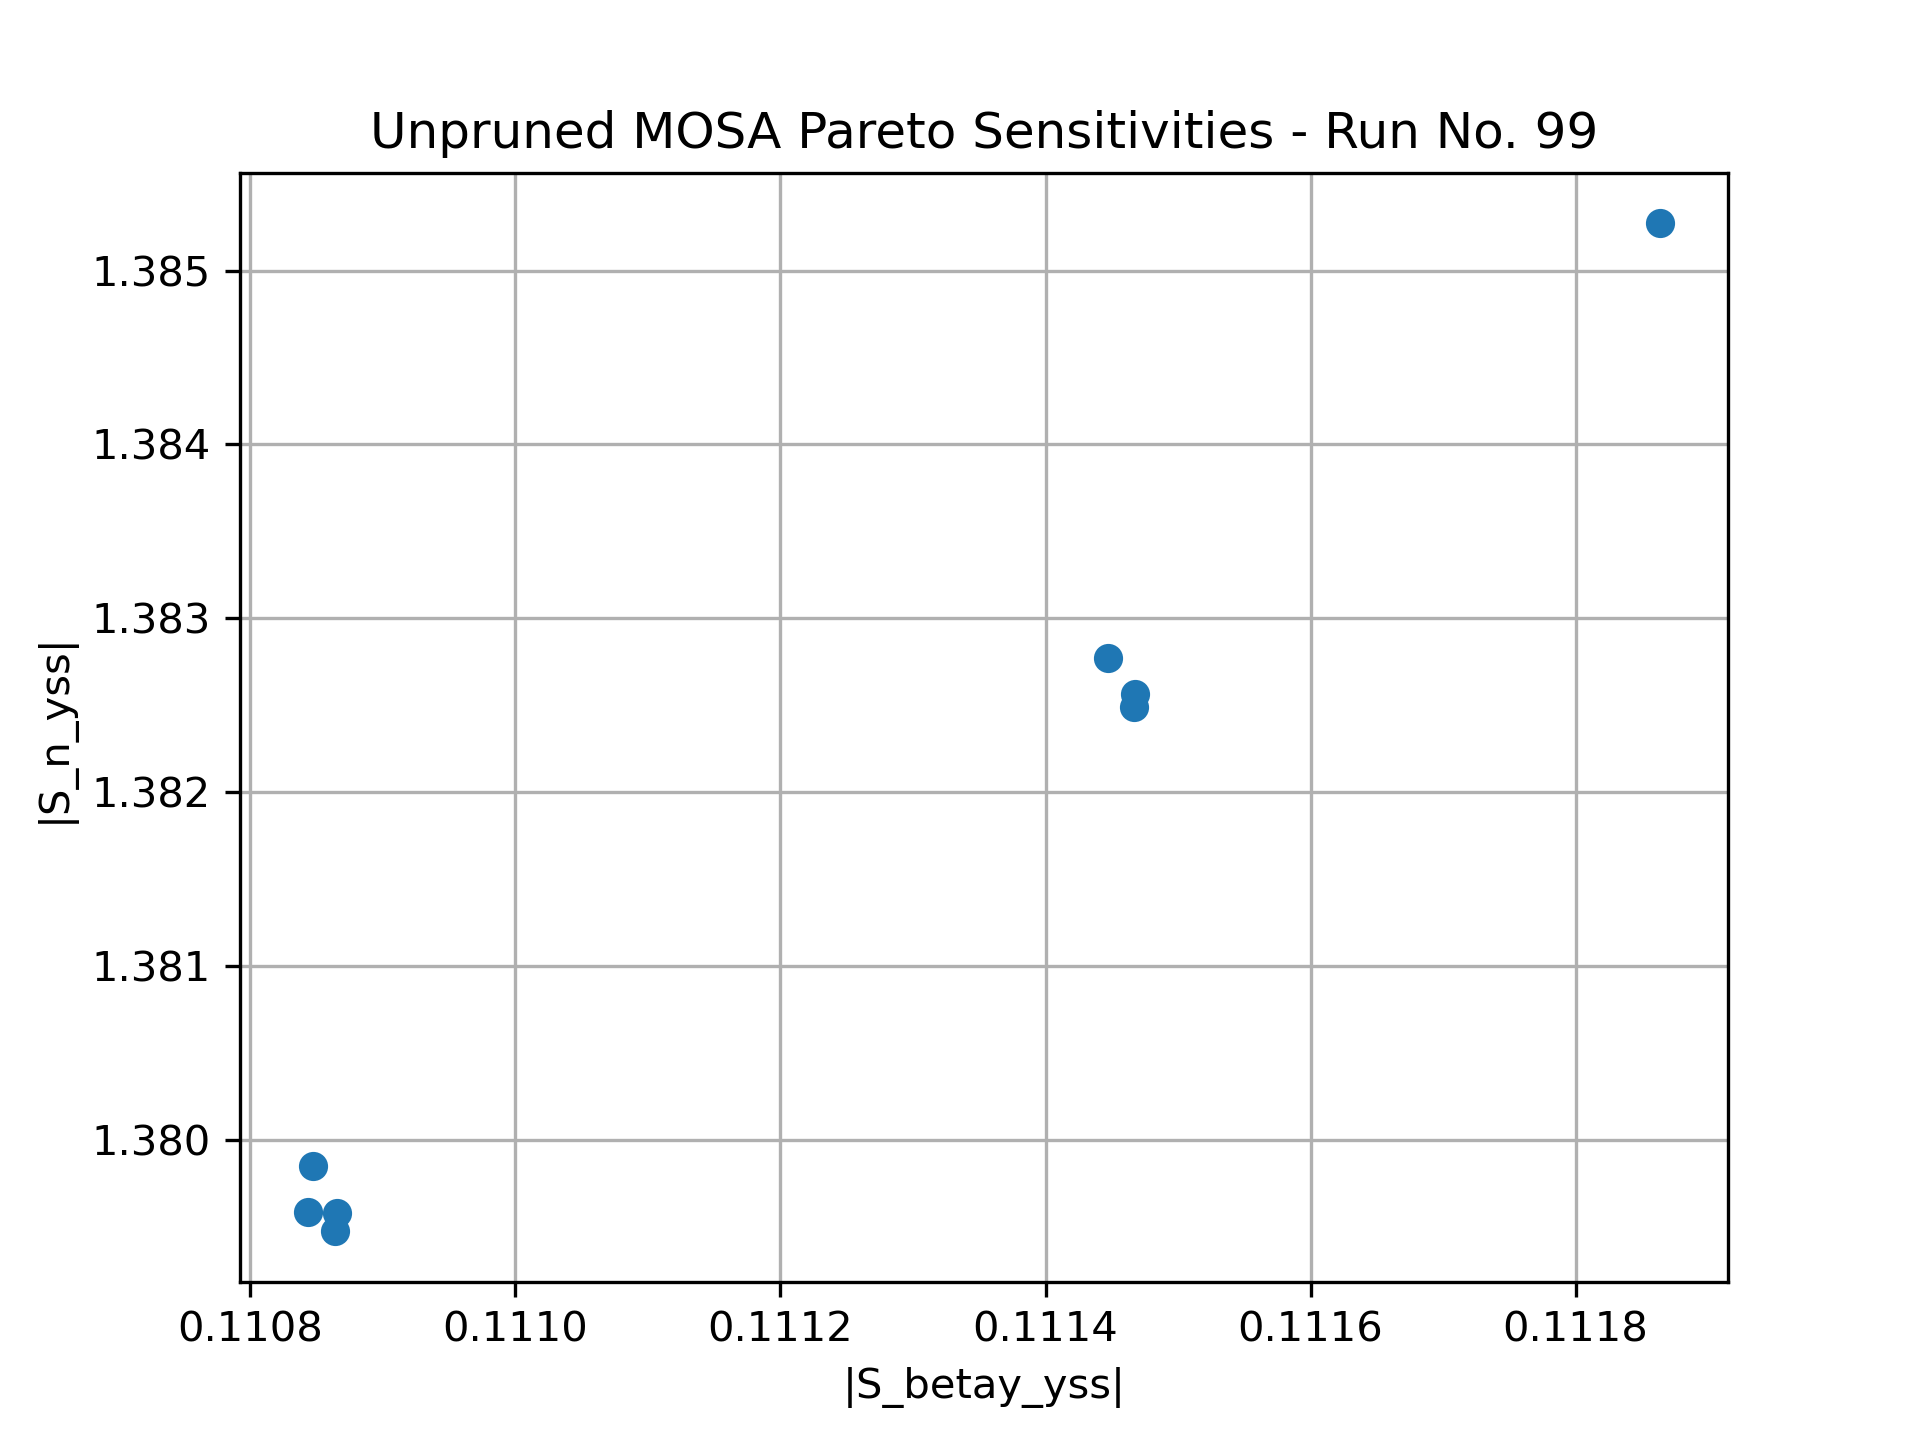 Unpruned MOSA Pareto Sensitivities - Run No. 99
1.385
1.384
1.383
1.382
1.381
1.380
|S_n_yss|
0.1108 0.1110 0.1112 0.1114 0.1116 0.1118
|S_betay_yss|